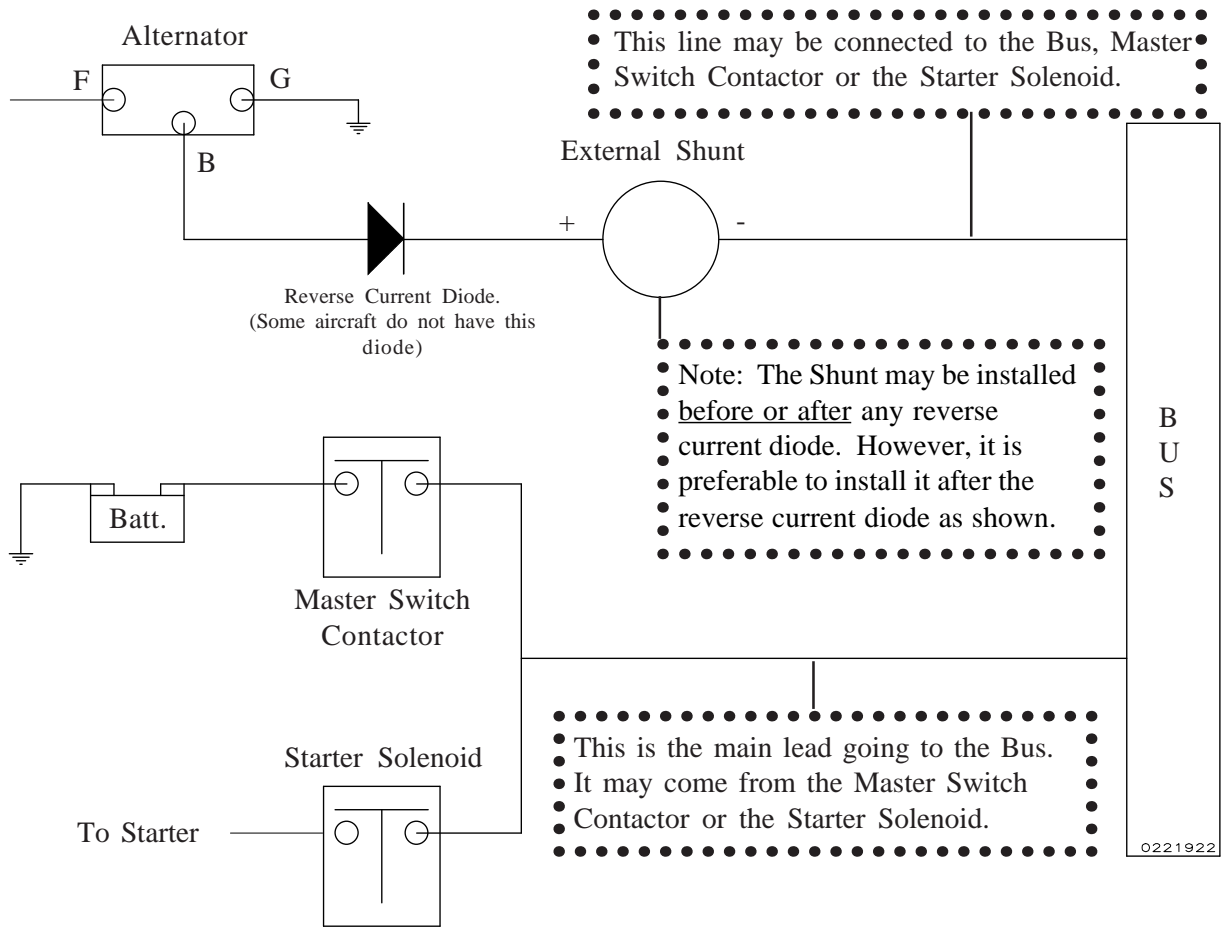 Alternator
F
G
B
This line may be connected to the Bus, Master
Switch Contactor or the Starter Solenoid.
External Shunt
+
-
Reverse Current Diode.
(Some aircraft do not have this
diode)
Note: The Shunt may be installed
before or after any reverse
current diode. However, it is
preferable to install it after the
reverse current diode as shown.
B
U
S
Batt.
Master Switch
Contactor
Starter Solenoid
To Starter
This is the main lead going to the Bus.
It may come from the Master Switch
Contactor or the Starter Solenoid.
0221922